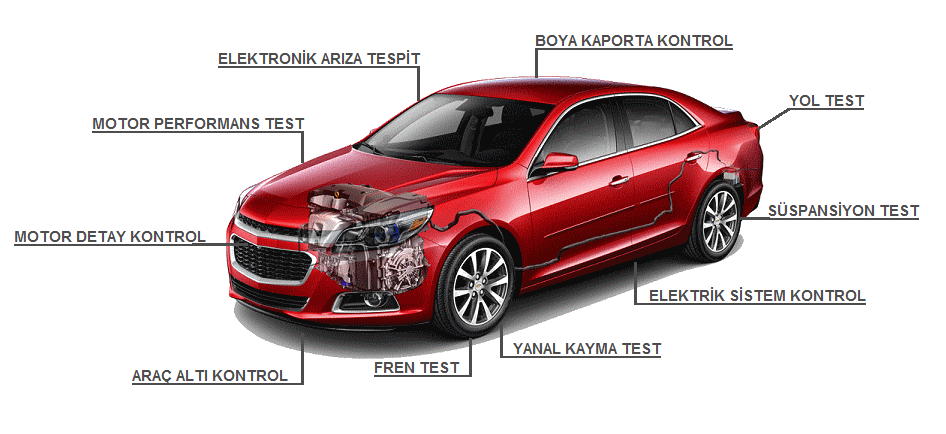 BOYA KAPORTA KONTROL
ELEKTRONİK ARIZA TESPİT
YOL TEST
MOTOR PERFORMANS TEST
SÜSPANSİYON TEST
MOTOR DETAY KONTROL
ELEKTRİK SİSTEM KONTROL
YANAL KAYMA TEST
FREN TEST
ARAÇ ALTI KONTROL